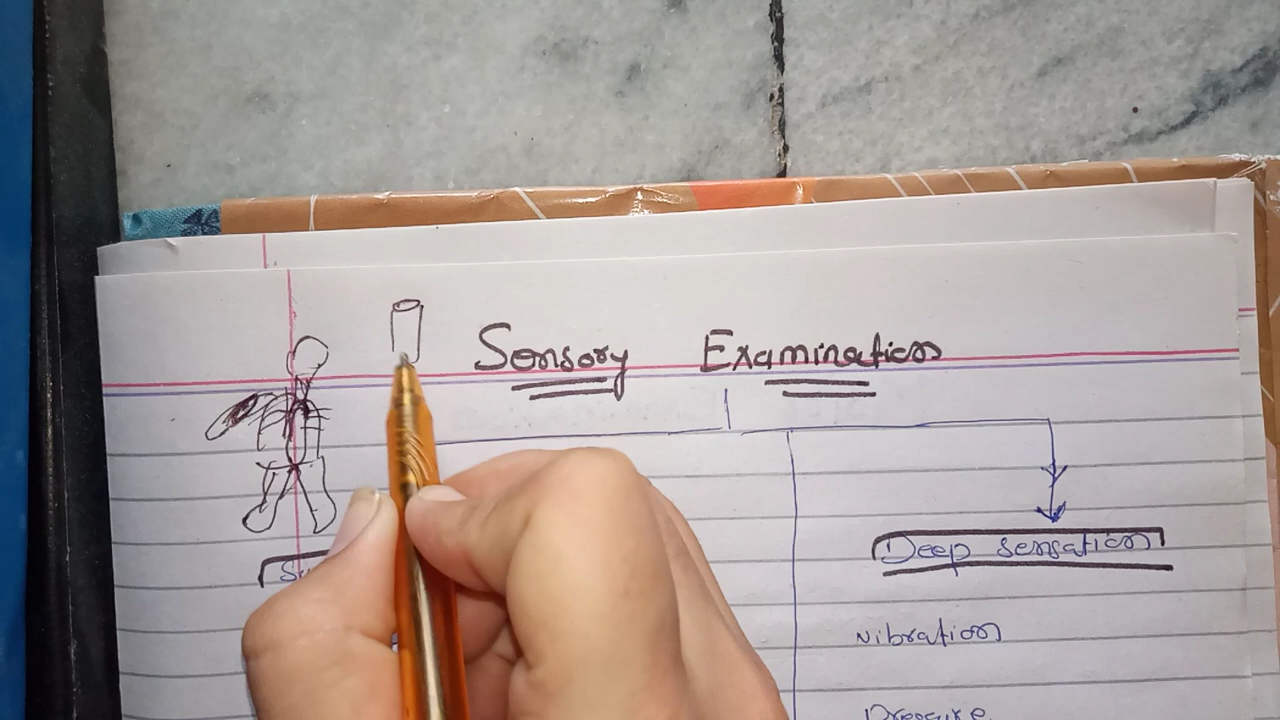 Sensory Examination
Deep sensation
Vibration
Pressure